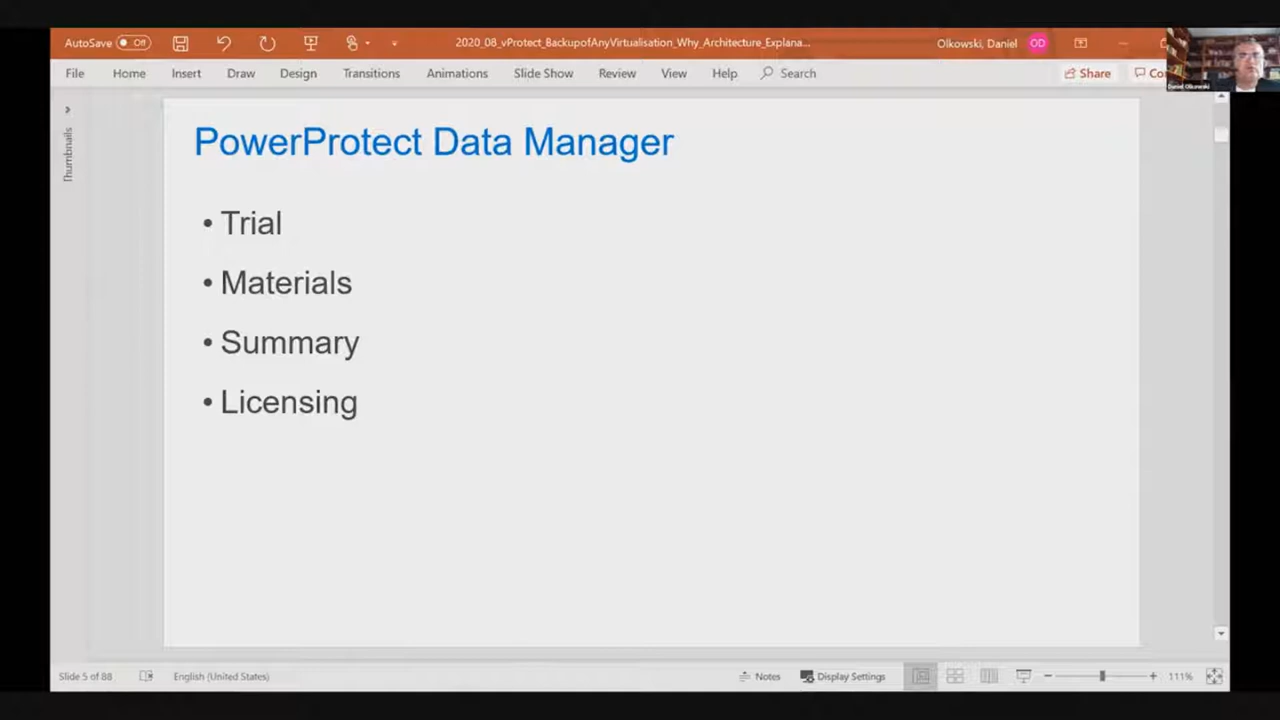 AutoSave Off
2020_08_vProtect_BackupofAnyVirtualisation_Why_Architecture_Explana...
Olkowski, Daniel OD
File Home Insert Draw Design Transitions Animations Slide Show Review View Help Search Share
Thumbnails
PowerProtect Data Manager
• Trial
• Materials
• Summary
• Licensing
Slide 5 of 88 English (United States) Notes Display Settings 111%